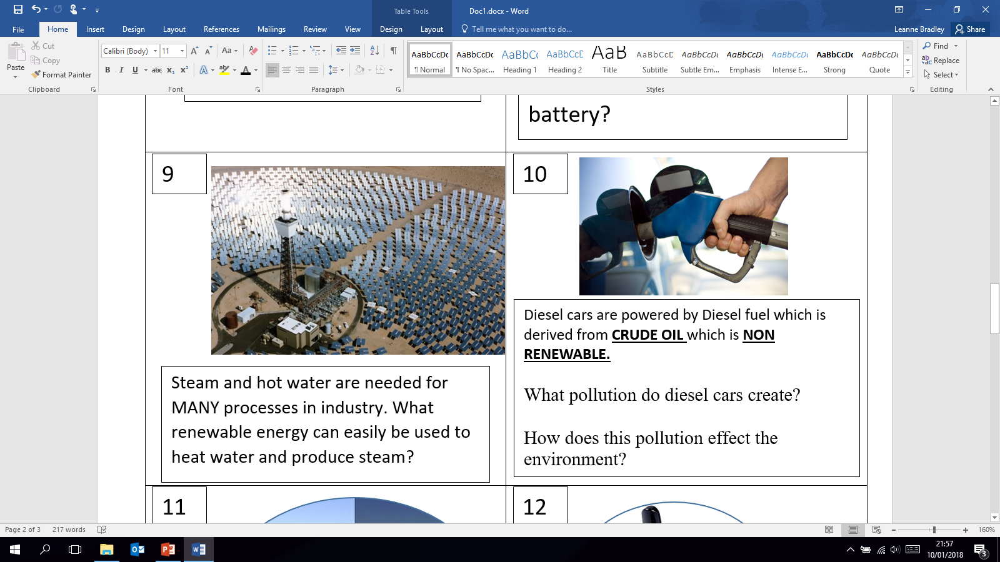 Table Tools
Doc1.docx - Word
File
Home
Insert
Design
Layout
References
Mailings
Review
View
Design
Layout
Tell me what you want to do...
Leanne Bradley
Share
Paste
Cut
Copy
Format Painter
Clipboard
Calibri (Body)
11
Font
Paragraph
AaBbCcDc
¶ Normal
AaBbCcDc
¶ No Spac...
AaBbCc
Heading 1
AaBbCcD
Heading 2
AaB
Title
AaBbCcD
Subtitle
AaBbCcDc
Subtle Em...
AaBbCcDc
Emphasis
AaBbCcDc
Intense E...
AaBbCcDc
Strong
AaBbCcDc
Quote
Styles
Find
Replace
Select
Editing
battery?
9
Steam and hot water are needed for
MANY processes in industry. What
renewable energy can easily be used to
heat water and produce steam?
10
Diesel cars are powered by Diesel fuel which is
derived from CRUDE OIL which is NON
RENEWABLE.
What pollution do diesel cars create?
How does this pollution effect the
environment?
11
12
Page 2 of 3
217 words
160%
21:57
10/01/2018
3